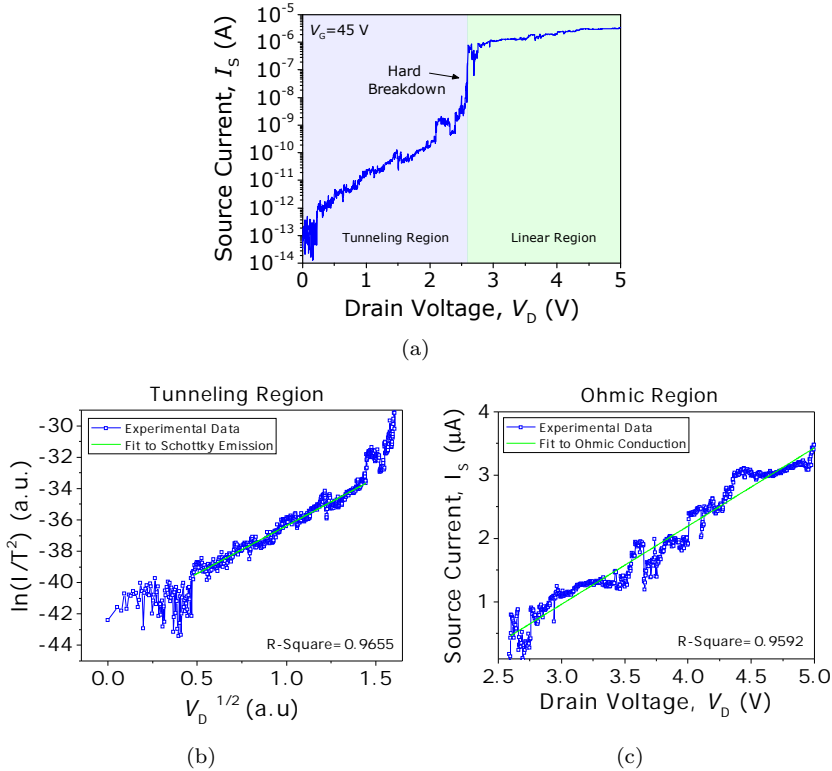 V_G=45 V
Hard
Breakdown
Tunneling Region
Linear Region
Source Current, I_S (A)
10^-5
10^-6
10^-7
10^-8
10^-9
10^-10
10^-11
10^-12
10^-13
10^-14
0 1 2 3 4 5
Drain Voltage, V_D (V)
(a)
Tunneling Region
Experimental Data
Fit to Schottky Emission
ln(I/T^2) (a.u.)
-30
-32
-34
-36
-38
-40
-42
-44
R-Square=0.9655
0.0 0.5 1.0 1.5
V_D^1/2 (a.u)
(b)
Ohmic Region
Experimental Data
Fit to Ohmic Conduction
Source Current, I_S (μA)
4
3
2
1
R-Square=0.9592
2.5 3.0 3.5 4.0 4.5 5.0
Drain Voltage, V_D (V)
(c)